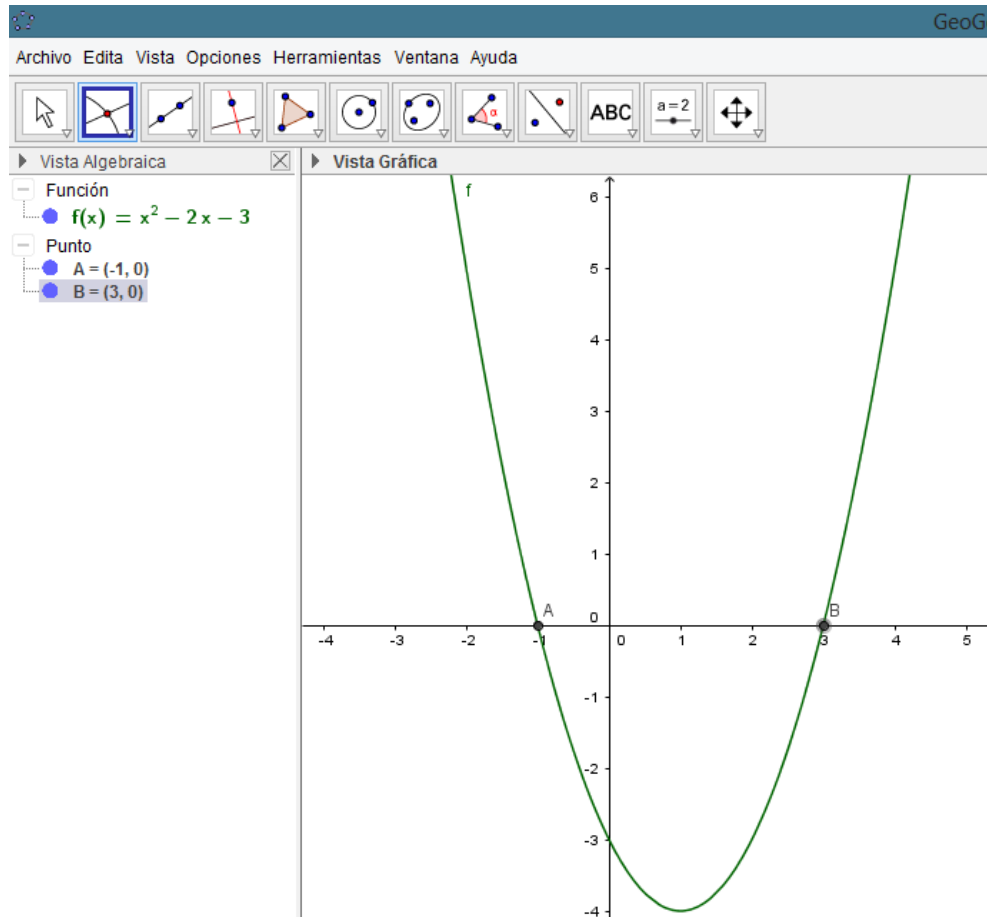 GeoG
Archivo Edita Vista Opciones Herramientas Ventana Ayuda
ABC
a = 2
α
Vista Algebraica
Función
f(x) = x² − 2 x − 3
Punto
A = (-1, 0)
B = (3, 0)
Vista Gráfica
f
6
5
4
3
2
1
0
-1
-2
-3
-4
-4 -3 -2 -1 0 1 2 3 4 5
A
B